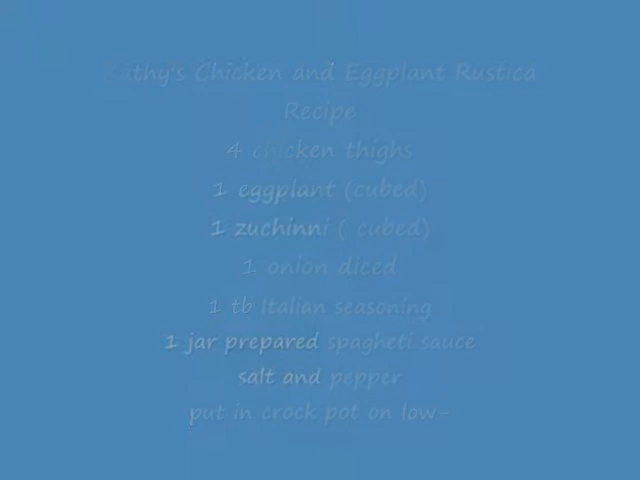 Kathy's Chicken and Eggplant Rustica
Recipe
4 chicken thighs
1 eggplant (cubed)
1 zuchinni ( cubed)
1 onion diced
1 tb Italian seasoning
1 jar prepared spagheti sauce
salt and pepper
put in crock pot on low-